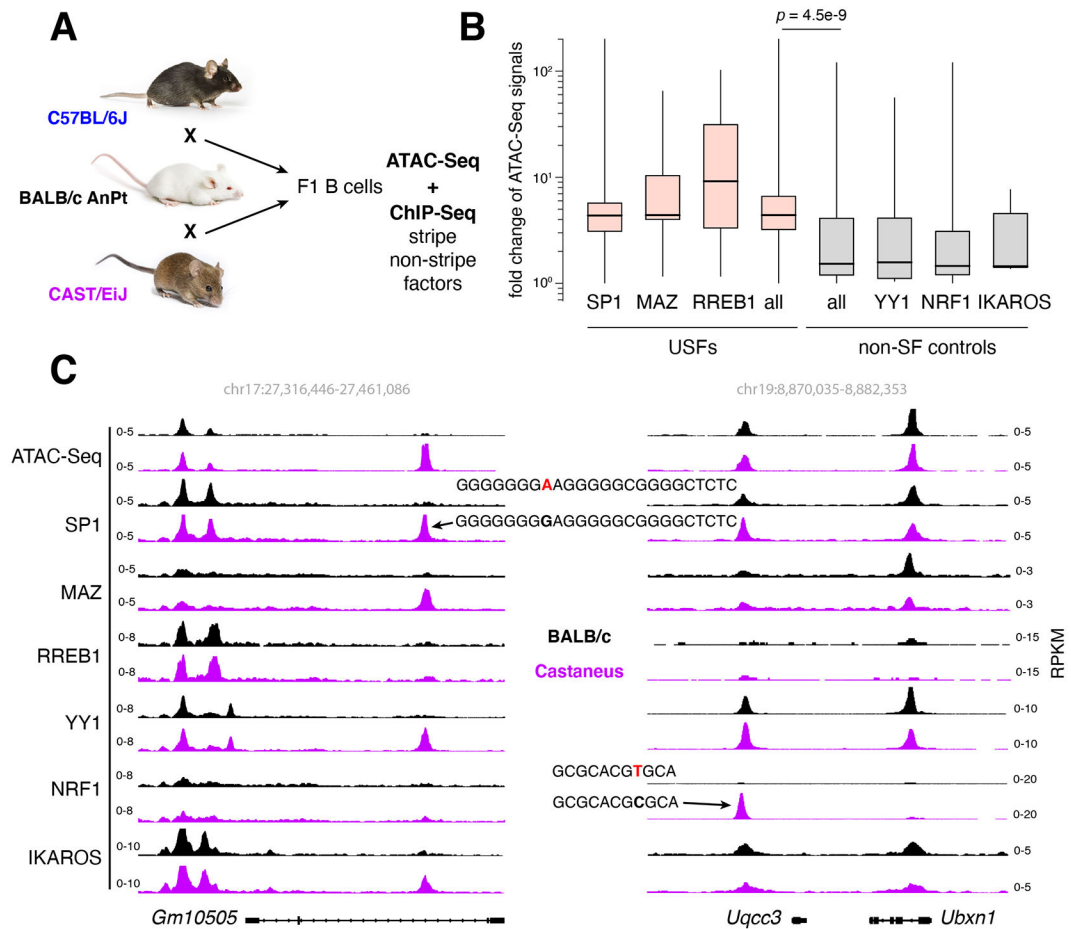 A
C57BL/6J
X
BALB/c AnPt
X
CAST/EiJ
F1 B cells
ATAC-Seq
+
ChIP-Seq
stripe
non-stripe
factors
B
p = 4.5e-9
fold change of ATAC-Seq signals
10²
10¹
10⁰
SP1 MAZ RREB1 all all YY1 NRF1 IKAROS
USFs non-SF controls
C
chr17:27,316,446-27,461,086 chr19:8,870,035-8,882,353
ATAC-Seq
0-5 0-5
0-5 0-5
SP1
0-5 GGGGGGGAAGGGGGCGGGGCTCTC 0-5
0-5 GGGGGGGGAGGGGGCGGGGCTCTC 0-5
MAZ
0-5 0-3
0-5 0-3
RREB1
0-8 BALB/c 0-15
0-8 Castaneus 0-15
RPKM
YY1
0-8 0-10
0-8 0-10
NRF1
0-8 GCGCACGTGCA 0-20
0-8 GCGCACGCGCA 0-20
IKAROS
0-10 0-5
0-10 0-5
Gm10505 Uqcc3 Ubxn1